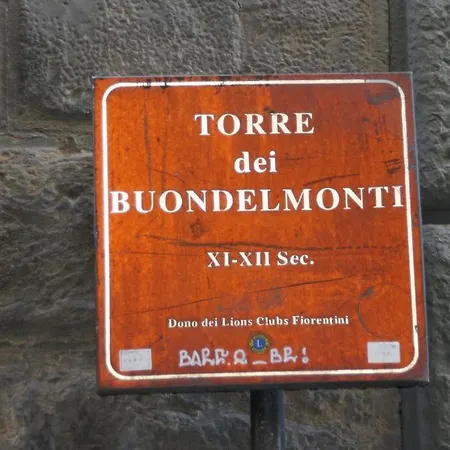 TORRE
dei
BUONDELMONTI
XI-XII Sec.
Dono dei Lions Clubs Fiorentini
L